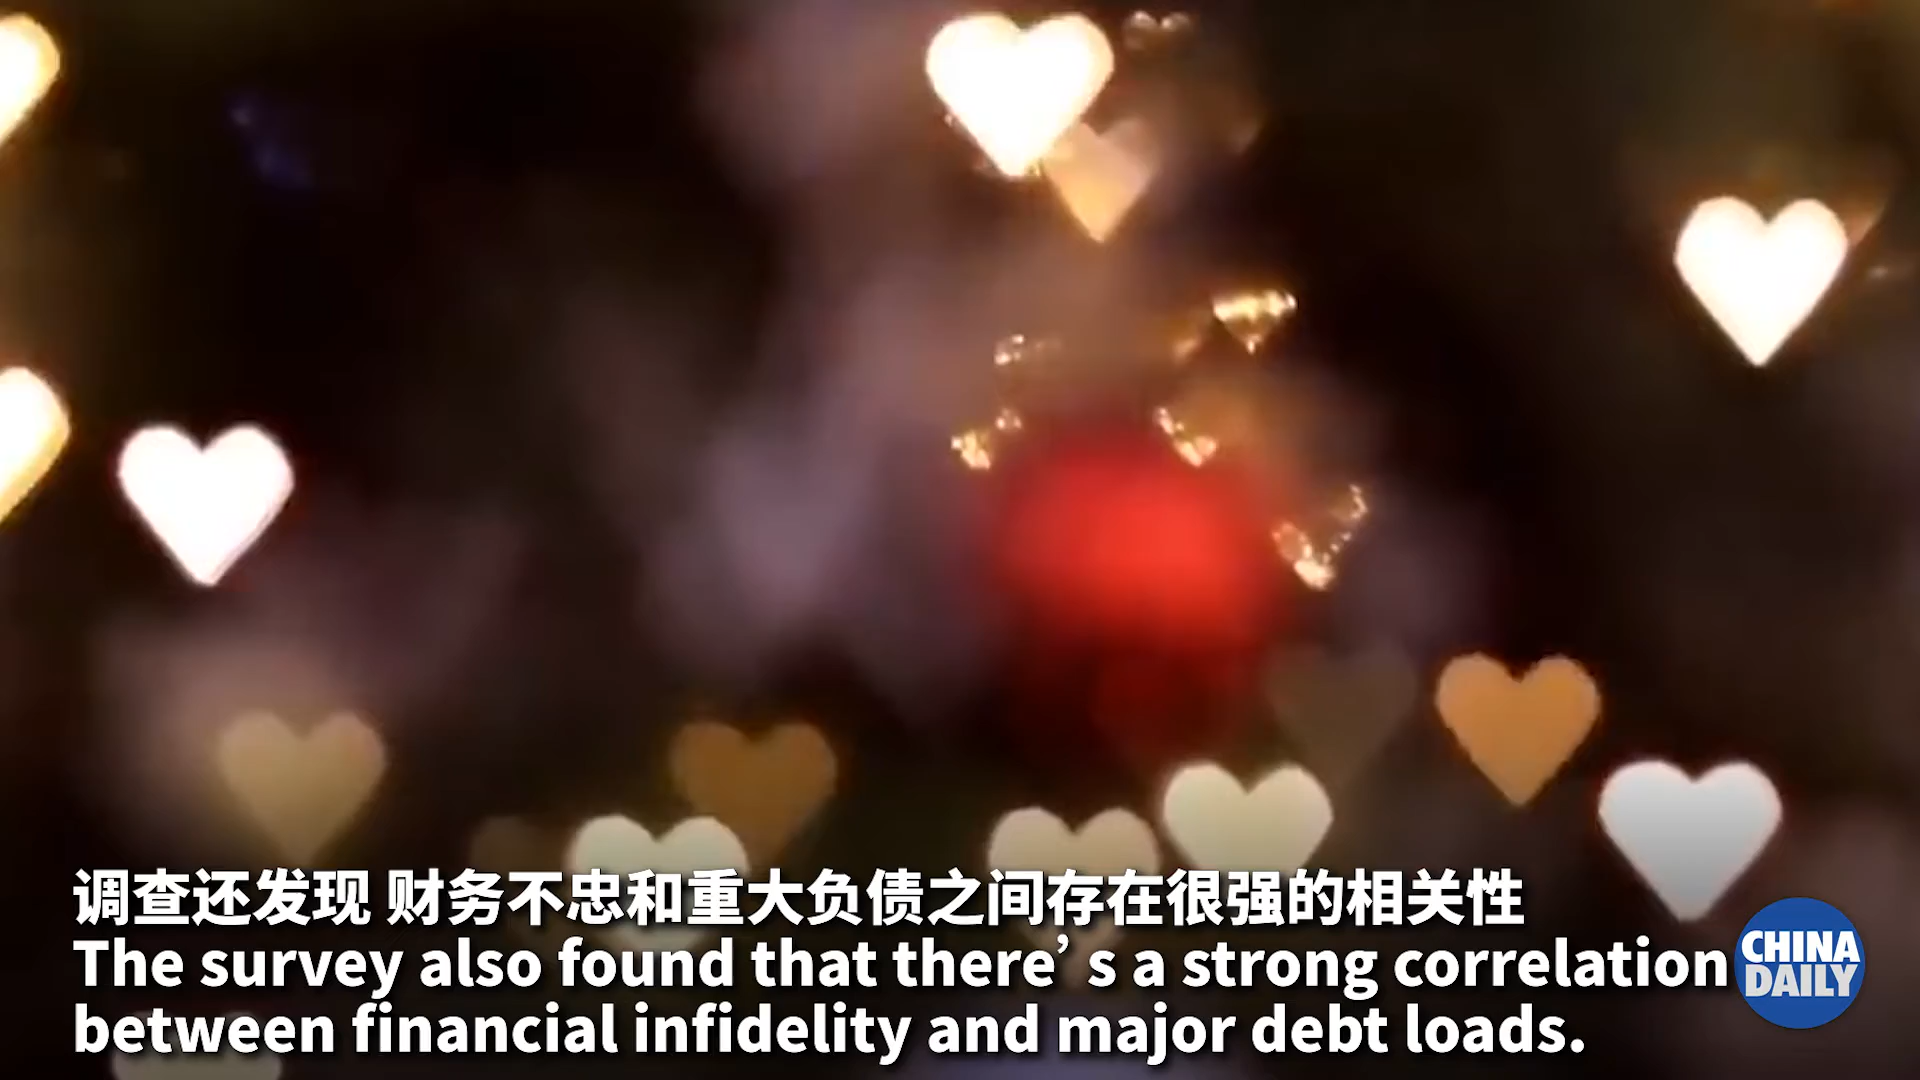 调查还发现 财务不忠和重大负债之间存在很强的相关性
The survey also found that there’s a strong correlation
between financial infidelity and major debt loads.
CHINA
DAILY